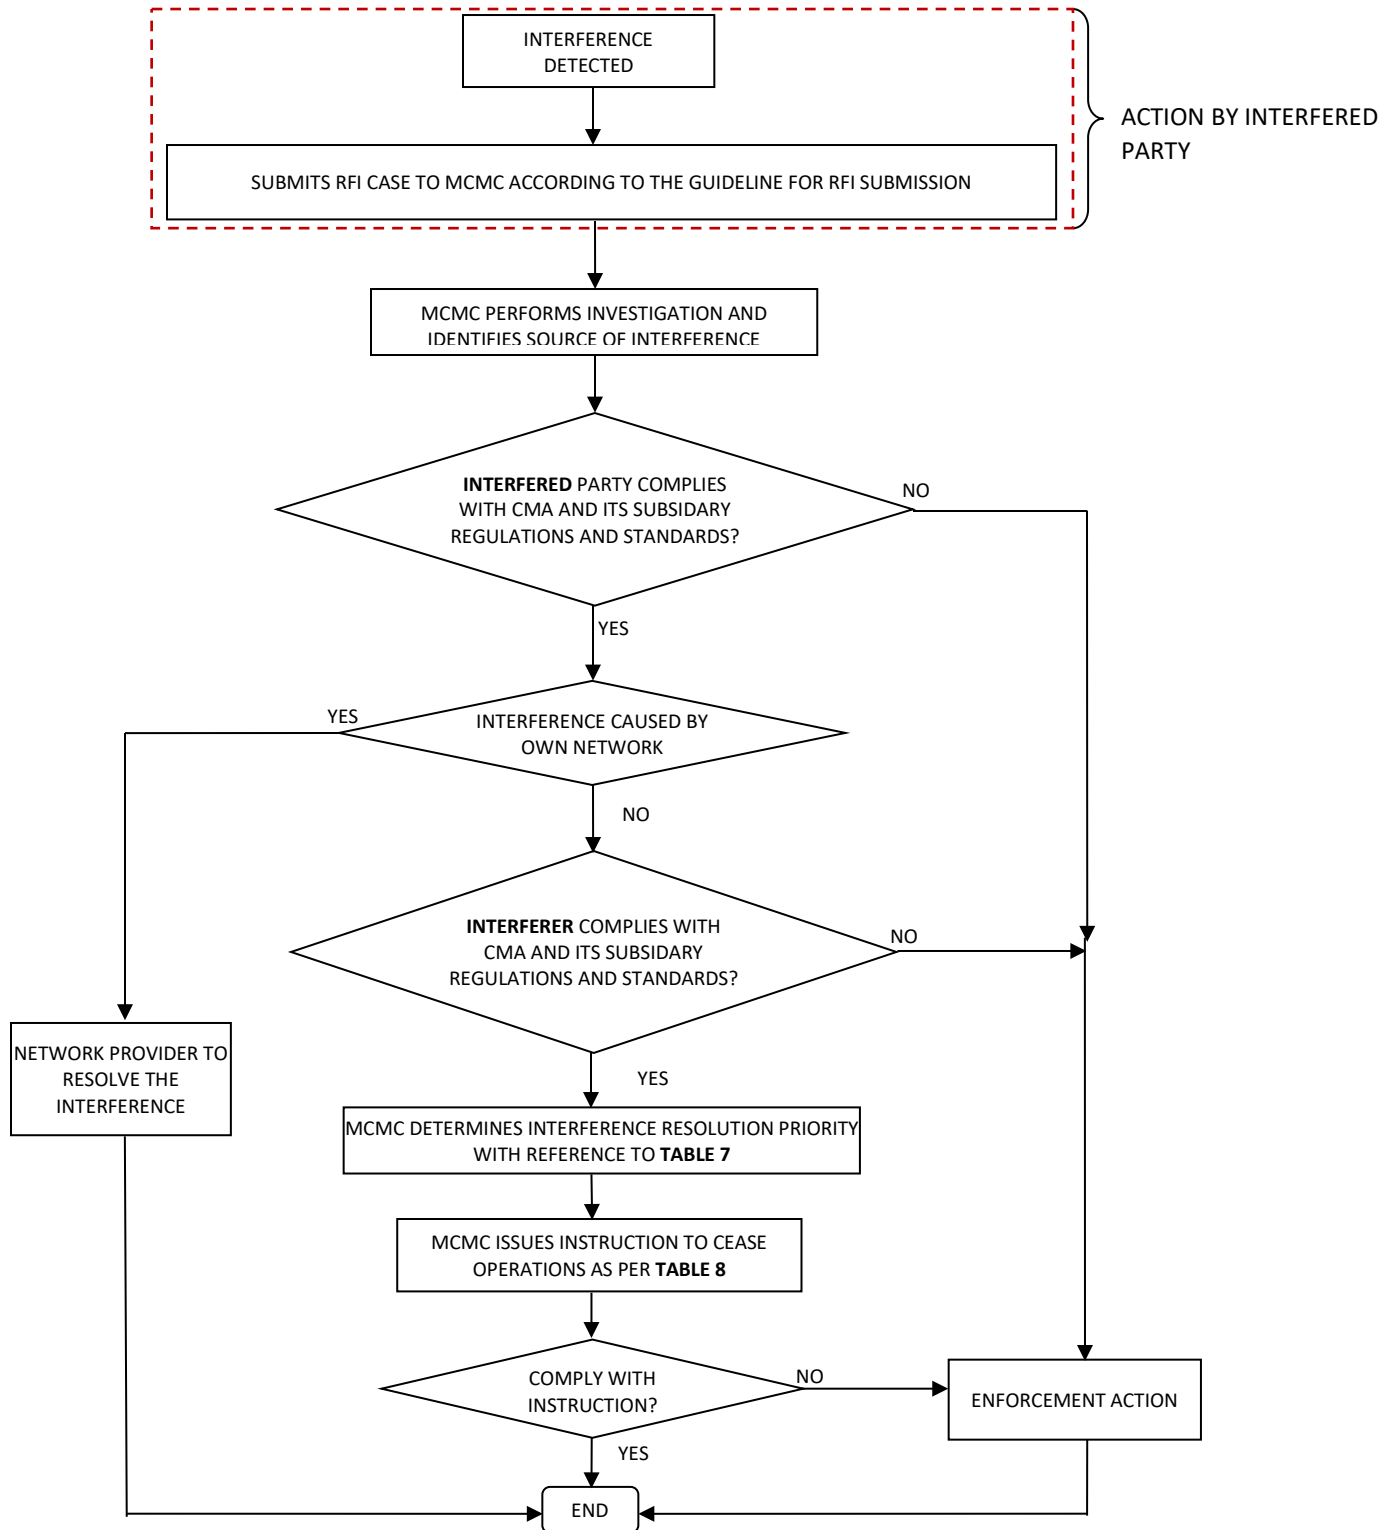 INTERFERENCE
DETECTED
ACTION BY INTERFERED
PARTY
SUBMITS RFI CASE TO MCMC ACCORDING TO THE GUIDELINE FOR RFI SUBMISSION
MCMC PERFORMS INVESTIGATION AND
IDENTIFIES SOURCE OF INTERFERENCE
INTERFERED PARTY COMPLIES
WITH CMA AND ITS SUBSIDARY
REGULATIONS AND STANDARDS?
NO
YES
YES
INTERFERENCE CAUSED BY
OWN NETWORK
NO
INTERFERER COMPLIES WITH
CMA AND ITS SUBSIDARY
REGULATIONS AND STANDARDS?
NO
NETWORK PROVIDER TO
RESOLVE THE
INTERFERENCE
YES
MCMC DETERMINES INTERFERENCE RESOLUTION PRIORITY
WITH REFERENCE TO TABLE 7
MCMC ISSUES INSTRUCTION TO CEASE
OPERATIONS AS PER TABLE 8
COMPLY WITH
INSTRUCTION?
NO
ENFORCEMENT ACTION
YES
END